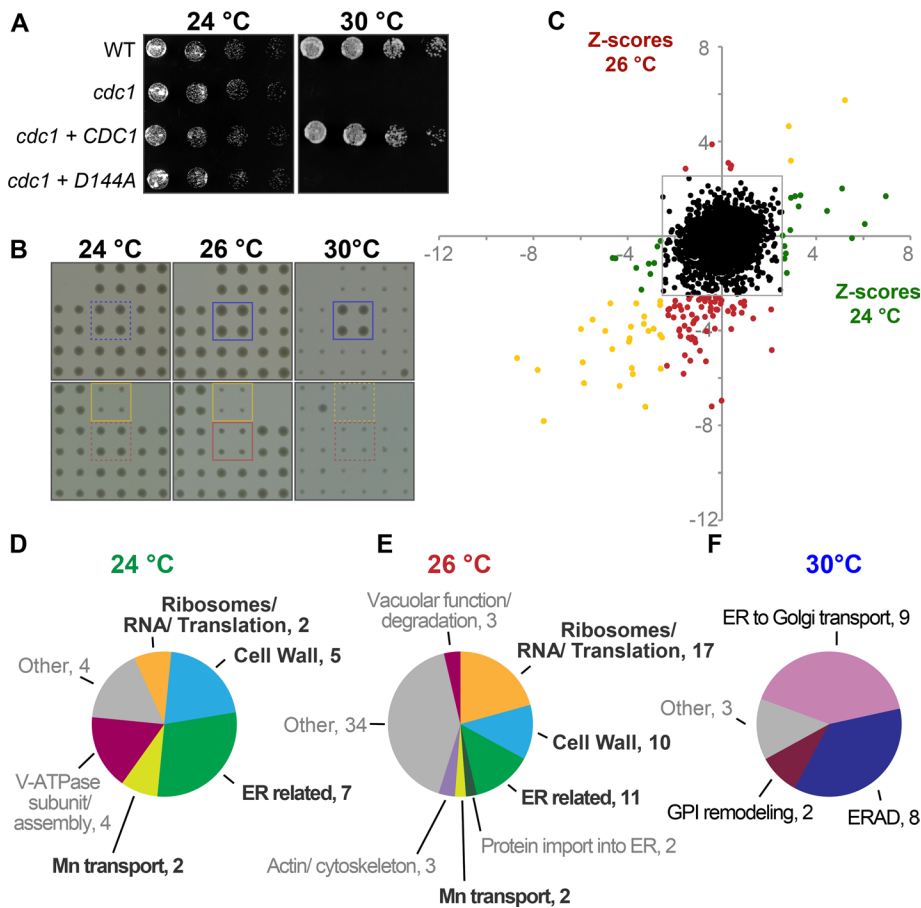 A
24 °C
30 °C
WT
cdc1
cdc1 + CDC1
cdc1 + D144A
B
24 °C
26 °C
30°C
C
Z-scores
26 °C
8
4
-12
-8
-4
4
8
-4
-8
-12
Z-scores
24 °C
D
24 °C
Ribosomes/
RNA/ Translation, 2
Cell Wall, 5
Other, 4
V-ATPase
subunit/
assembly, 4
ER related, 7
Mn transport, 2
E
26 °C
Vacuolar function/
degradation, 3
Ribosomes/
RNA/ Translation, 17
Other, 34
Cell Wall, 10
ER related, 11
Protein import into ER, 2
Actin/ cytoskeleton, 3
Mn transport, 2
F
30°C
ER to Golgi transport, 9
Other, 3
GPI remodeling, 2
ERAD, 8